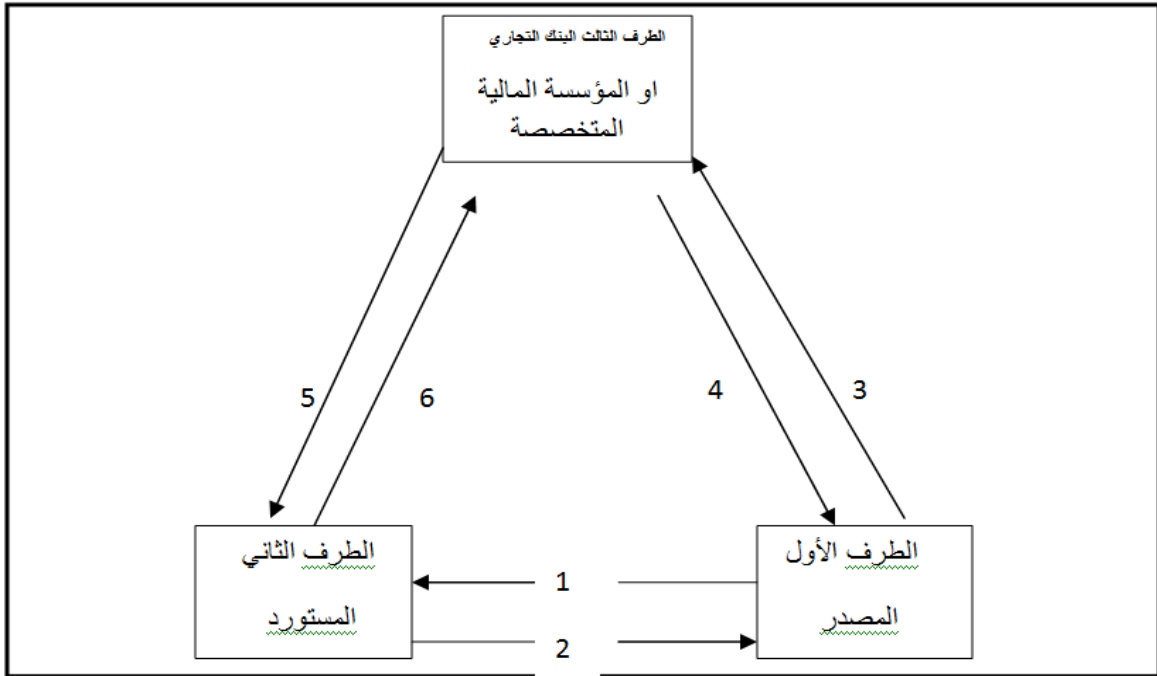 الطرف الثالث البنك التجاري
او المؤسسة المالية
المتخصصة
5
6
4
3
الطرف الثاني
المستورد
1
2
الطرف الأول
المصدر